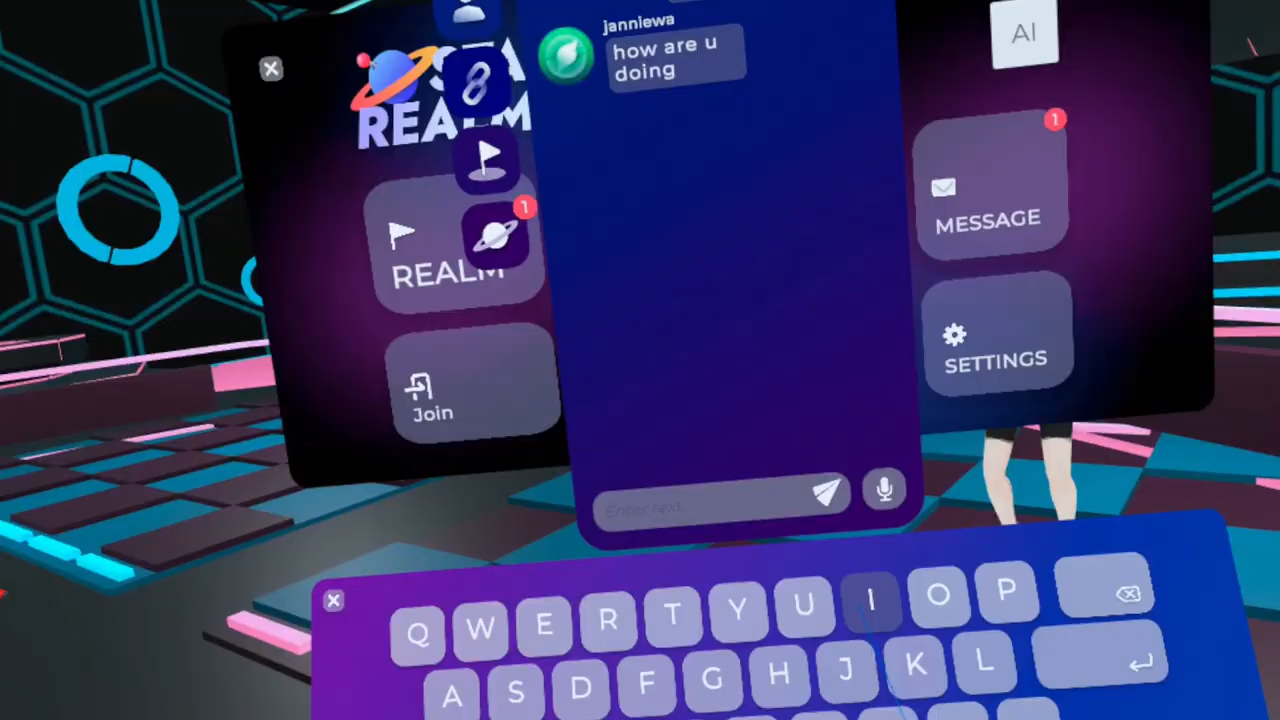 REALM
REALM
1
Join
janniewa
how are u
doing
Enter text...
AI
1
MESSAGE
SETTINGS
Q W E R T Y U I O P
A S D F G H J K L